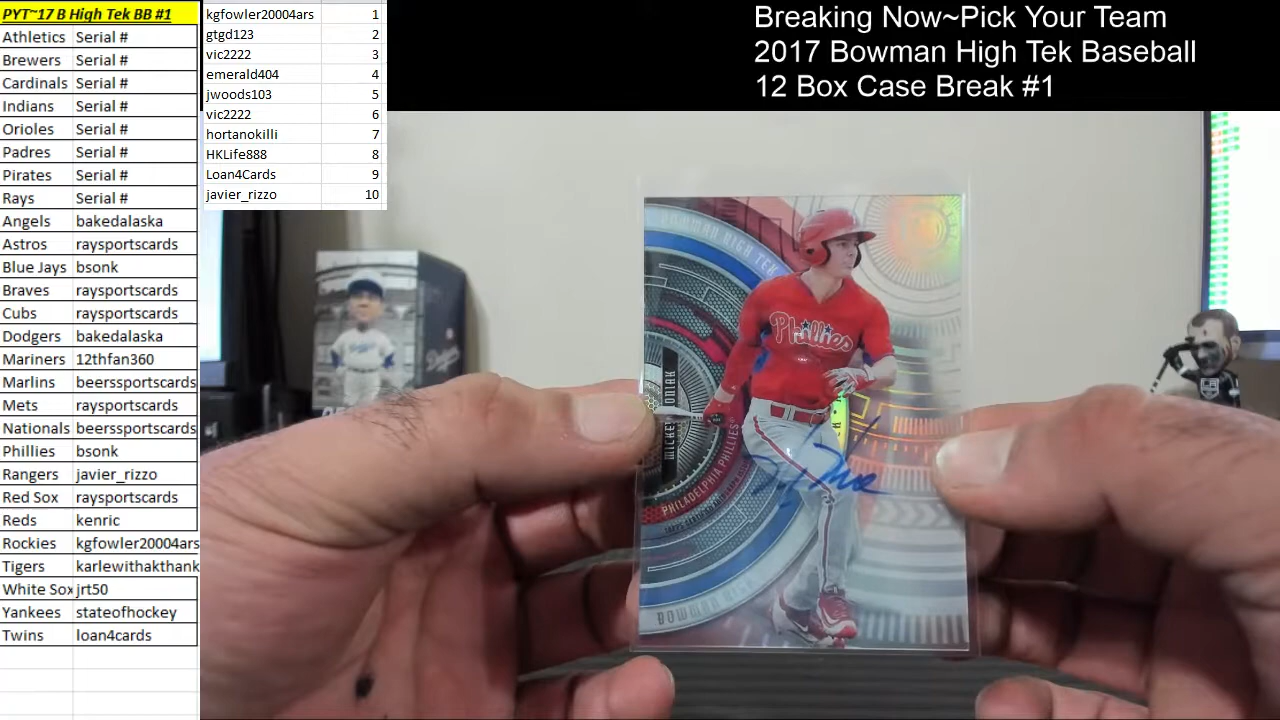 PYT~17 B High Tek BB #1
Athletics Serial #
Brewers Serial #
Cardinals Serial #
Indians Serial #
Orioles Serial #
Padres Serial #
Pirates Serial #
Rays Serial #
Angels bakedalaska
Astros raysportscards
Blue Jays bsonk
Braves raysportscards
Cubs raysportscards
Dodgers bakedalaska
Mariners 12thfan360
Marlins beerssportscards
Mets raysportscards
Nationals beerssportscards
Phillies bsonk
Rangers javier_rizzo
Red Sox raysportscards
Reds kenric
Rockies kgfowler20004ars
Tigers karlewithakthank
White Sox jrt50
Yankees stateofhockey
Twins loan4cards
kgfowler20004ars 1
gtgd123 2
vic2222 3
emerald404 4
jwoods103 5
vic2222 6
hortanokilli 7
HKLife888 8
Loan4Cards 9
javier_rizzo 10
Breaking Now~Pick Your Team
2017 Bowman High Tek Baseball
12 Box Case Break #1
BOWMAN HIGH TEK
Phillies
MICKEY MONIAK
PHILADELPHIA PHILLIES
BOWMAN HIGH